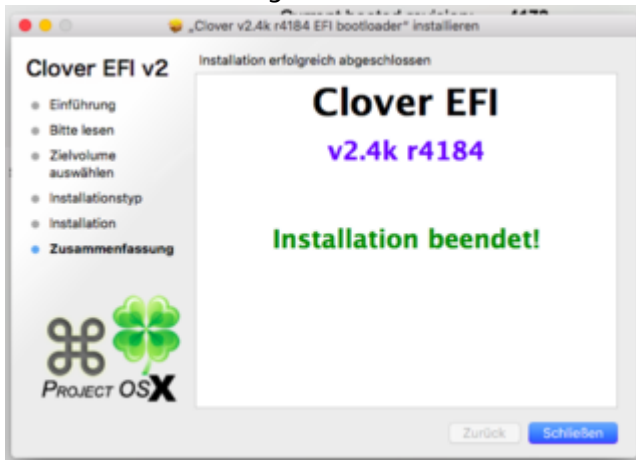 „Clover v2.4k r4184 EFI bootloader“ installieren
Clover EFI v2
Installation erfolgreich abgeschlossen
Einführung
Bitte lesen
Zielvolume
auswählen
Installationstyp
Installation
Zusammenfassung
Clover EFI
v2.4k r4184
Installation beendet!
PROJECT OSX
Zurück
Schließen